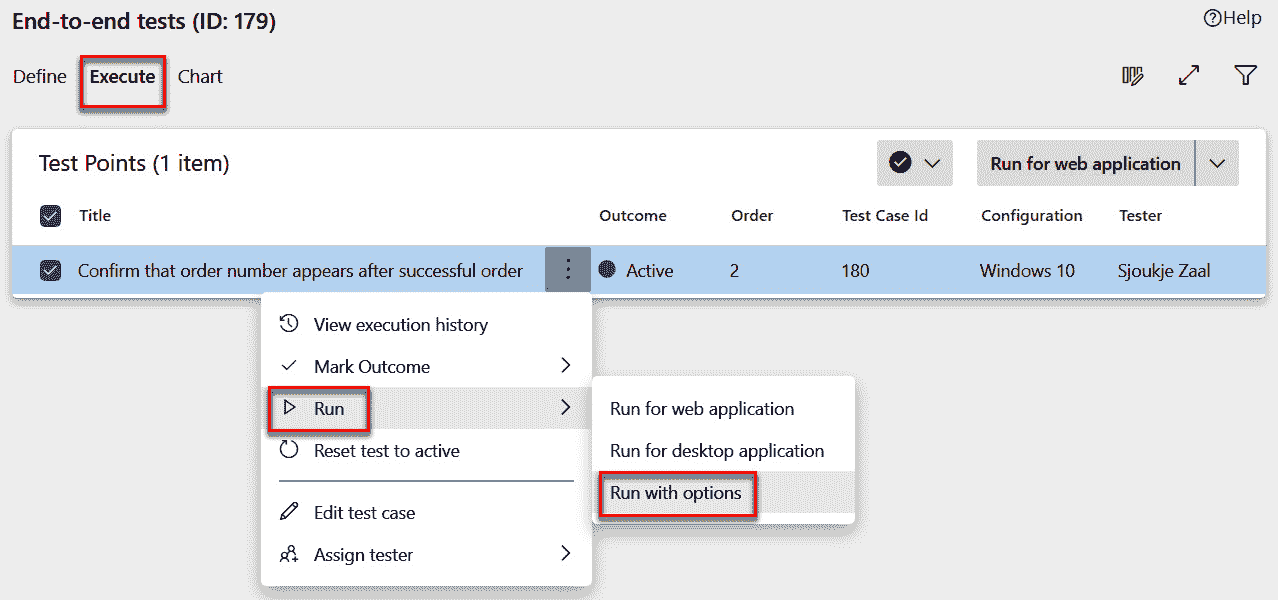 End-to-end tests (ID: 179)
Help
Define Execute Chart
Test Points (1 item)
Run for web application
Title Outcome Order Test Case Id Configuration Tester
Confirm that order number appears after successful order Active 2 180 Windows 10 Sjoukje Zaal
View execution history
Mark Outcome
Run
Reset test to active
Edit test case
Assign tester
Run for web application
Run for desktop application
Run with options